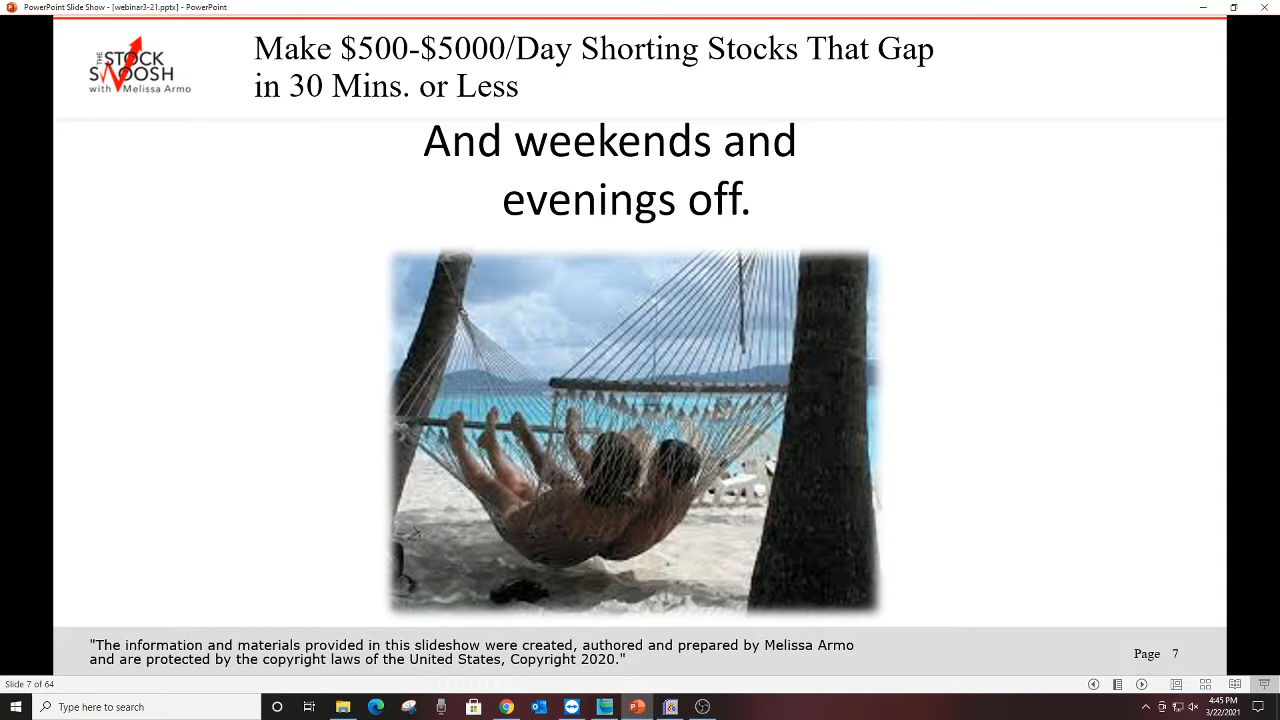 PowerPoint Slide Show - [webinar3-21.pptx] - PowerPoint
THE
STOCK
SWOOSH
with Melissa Armo
Make $500-$5000/Day Shorting Stocks That Gap
in 30 Mins. or Less
And weekends and
evenings off.
"The information and materials provided in this slideshow were created, authored and prepared by Melissa Armo
and are protected by the copyright laws of the United States, Copyright 2020."
Page 7
Slide 7 of 64
Type here to search
4:45 PM
3/22/2021